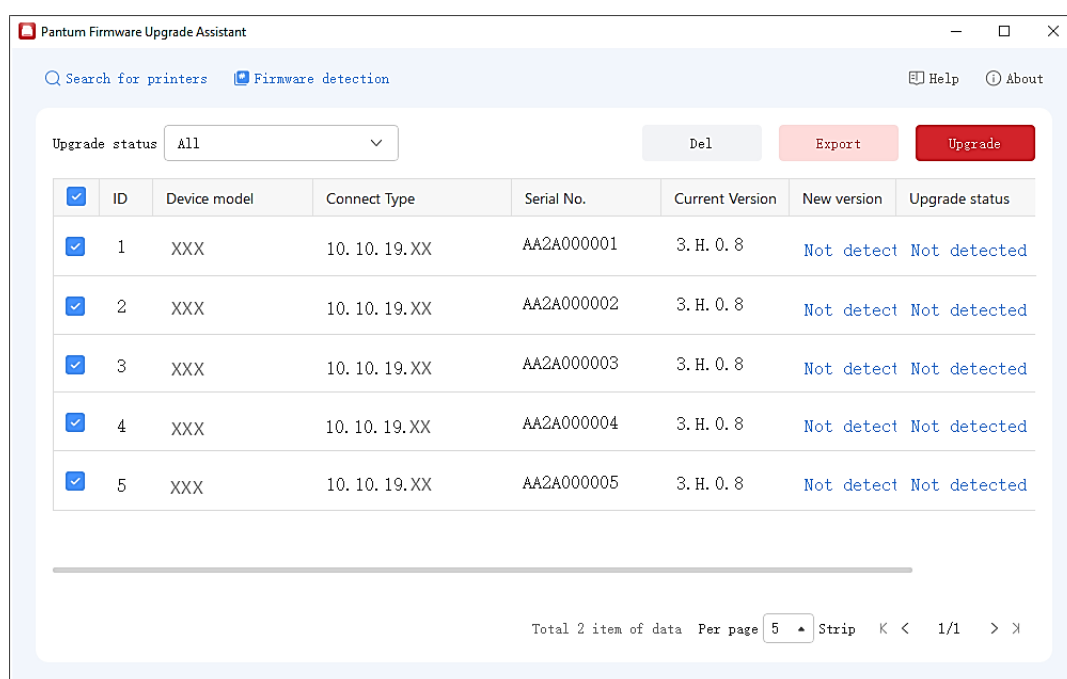 Pantum Firmware Upgrade Assistant
Search for printers Firmware detection Help About
Upgrade status All Del Export Upgrade
ID Device model Connect Type Serial No. Current Version New version Upgrade status
1 XXX 10.10.19.XX AA2A000001 3.H.0.8 Not detect Not detected
2 XXX 10.10.19.XX AA2A000002 3.H.0.8 Not detect Not detected
3 XXX 10.10.19.XX AA2A000003 3.H.0.8 Not detect Not detected
4 XXX 10.10.19.XX AA2A000004 3.H.0.8 Not detect Not detected
5 XXX 10.10.19.XX AA2A000005 3.H.0.8 Not detect Not detected
Total 2 item of data Per page 5 Strip 1/1